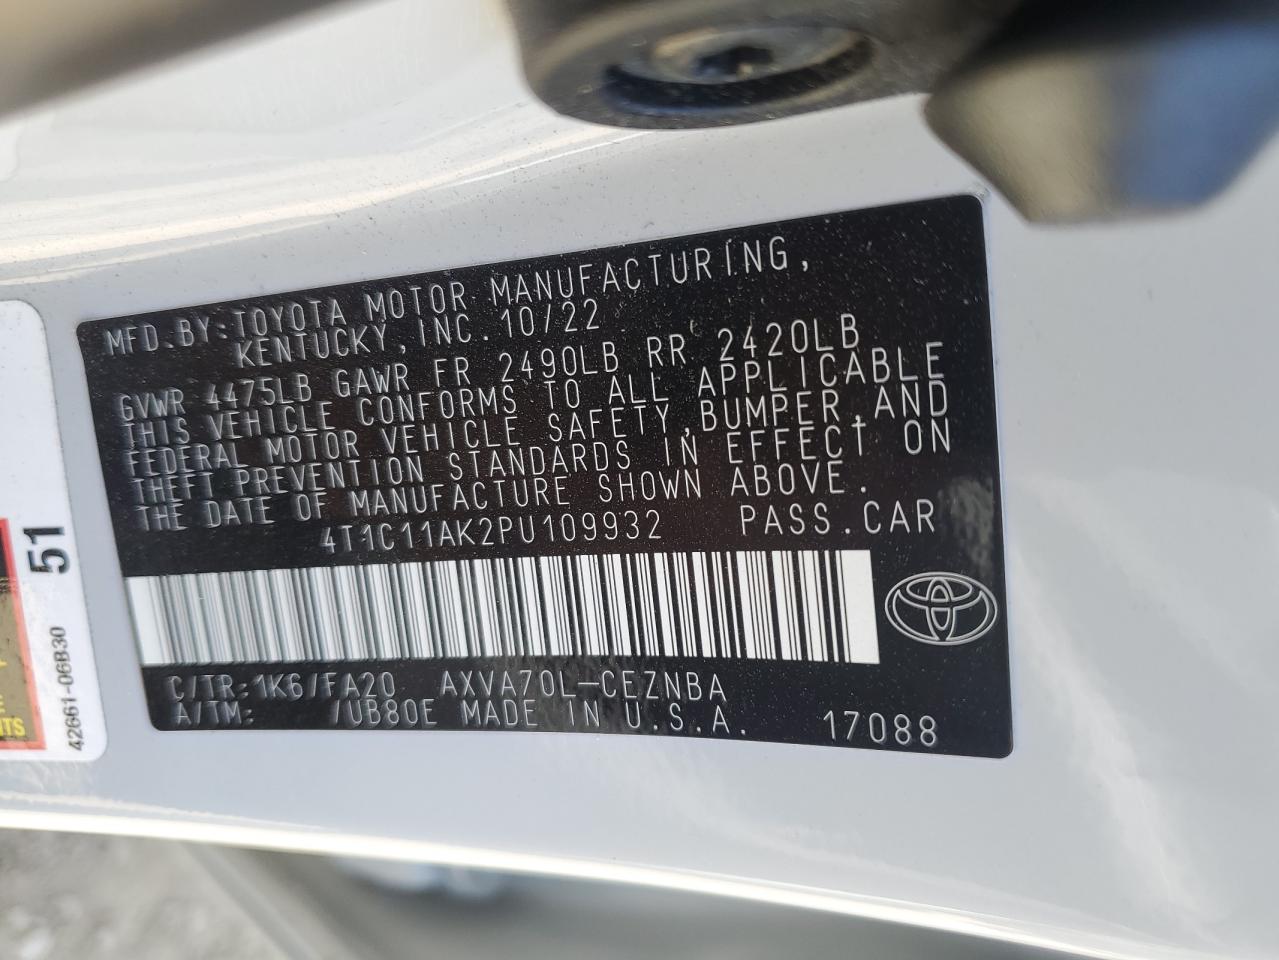 MFD.BY:TOYOTA MOTOR MANUFACTURING,
KENTUCKY, INC. 10/22
GVWR 4475LB GAWR FR 2490LB RR 2420LB
THIS VEHICLE CONFORMS TO ALL APPLICABLE
FEDERAL MOTOR VEHICLE SAFETY,BUMPER,AND
THEFT PREVENTION STANDARDS IN EFFECT ON
THE DATE OF MANUFACTURE SHOWN ABOVE.
4T1C11AK2PU109932 PASS.CAR
C/TR:1K6/FA20 AXVA70L-CEZNBA
A/TM: /UB80E MADE IN U.S.A. 17088
51
42661-06B30